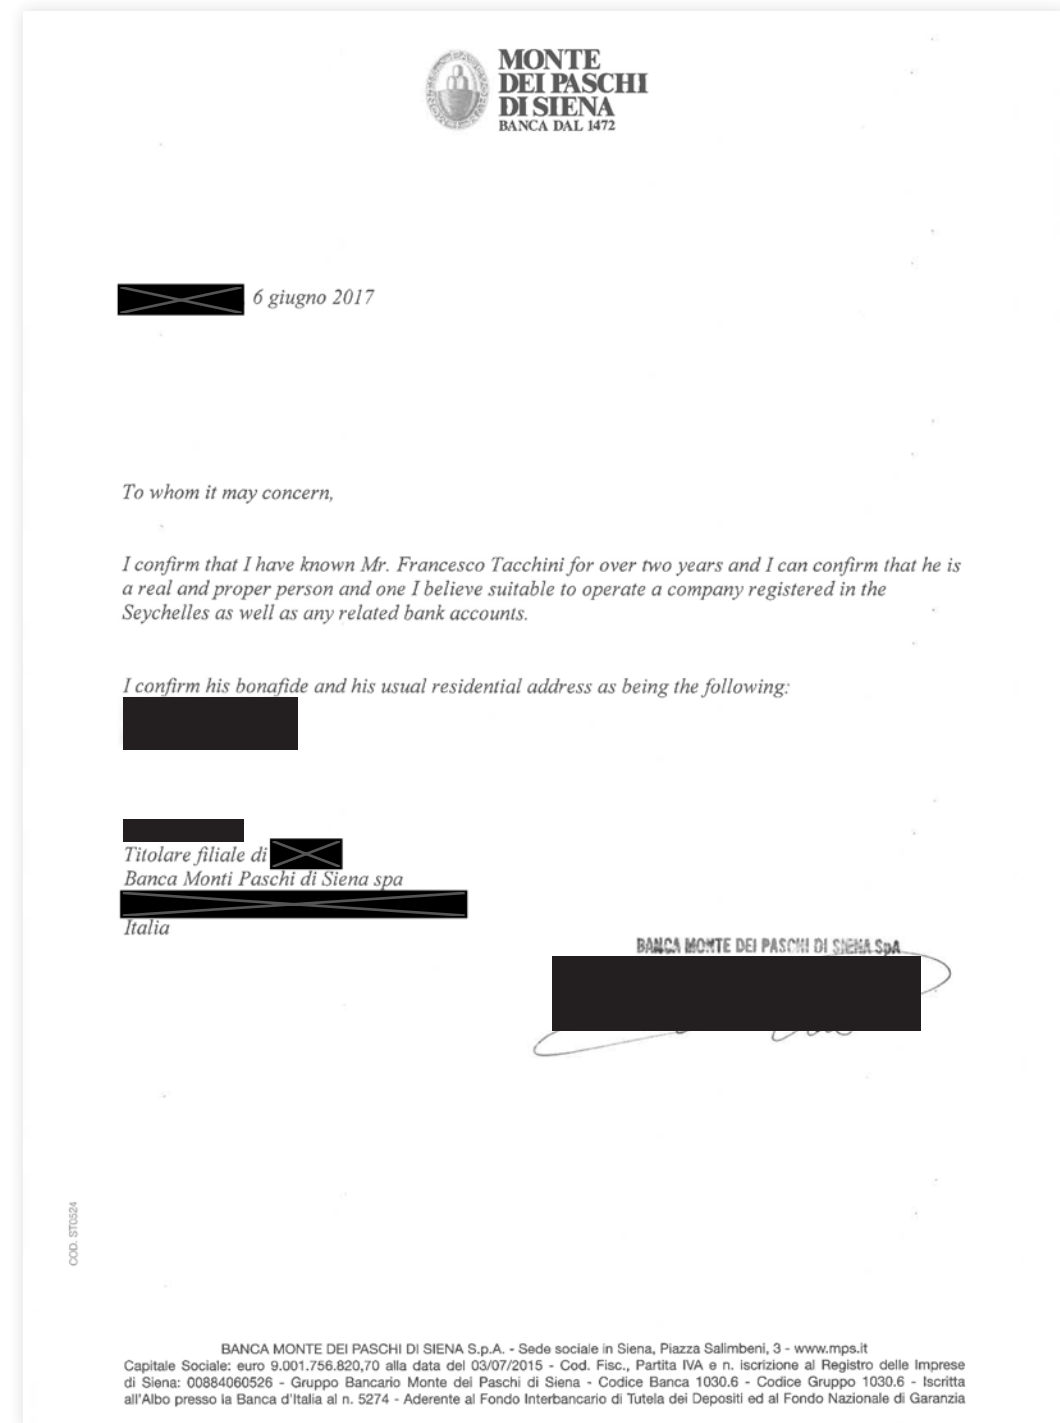 MONTE
DEI PASCHI
DI SIENA
BANCA DAL 1472
6 giugno 2017
To whom it may concern,
I confirm that I have known Mr. Francesco Tacchini for over two years and I can confirm that he is
a real and proper person and one I believe suitable to operate a company registered in the
Seychelles as well as any related bank accounts.
I confirm his bonafide and his usual residential address as being the following:
Titolare filiale di
Banca Monti Paschi di Siena spa
Italia
BANCA MONTE DEI PASCHI DI SIENA SpA
COD. ST0524
BANCA MONTE DEI PASCHI DI SIENA S.p.A. - Sede sociale in Siena, Piazza Salimbeni, 3 - www.mps.it
Capitale Sociale: euro 9.001.756.820,70 alla data del 03/07/2015 - Cod. Fisc., Partita IVA e n. iscrizione al Registro delle Imprese
di Siena: 00884060526 - Gruppo Bancario Monte dei Paschi di Siena - Codice Banca 1030.6 - Codice Gruppo 1030.6 - Iscritta
all'Albo presso la Banca d'Italia al n. 5274 - Aderente al Fondo Interbancario di Tutela dei Depositi ed al Fondo Nazionale di Garanzia